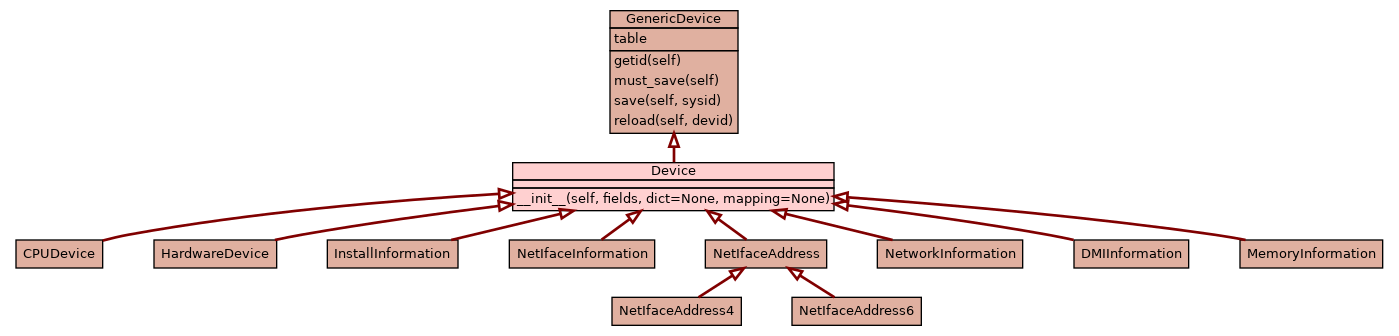 GenericDevice
table
getid(self)
must_save(self)
save(self, sysid)
reload(self, devid)
Device
__init__(self, fields, dict=None, mapping=None)
CPUDevice
HardwareDevice
InstallInformation
NetIfaceInformation
NetIfaceAddress
NetworkInformation
DMIInformation
MemoryInformation
NetIfaceAddress4
NetIfaceAddress6